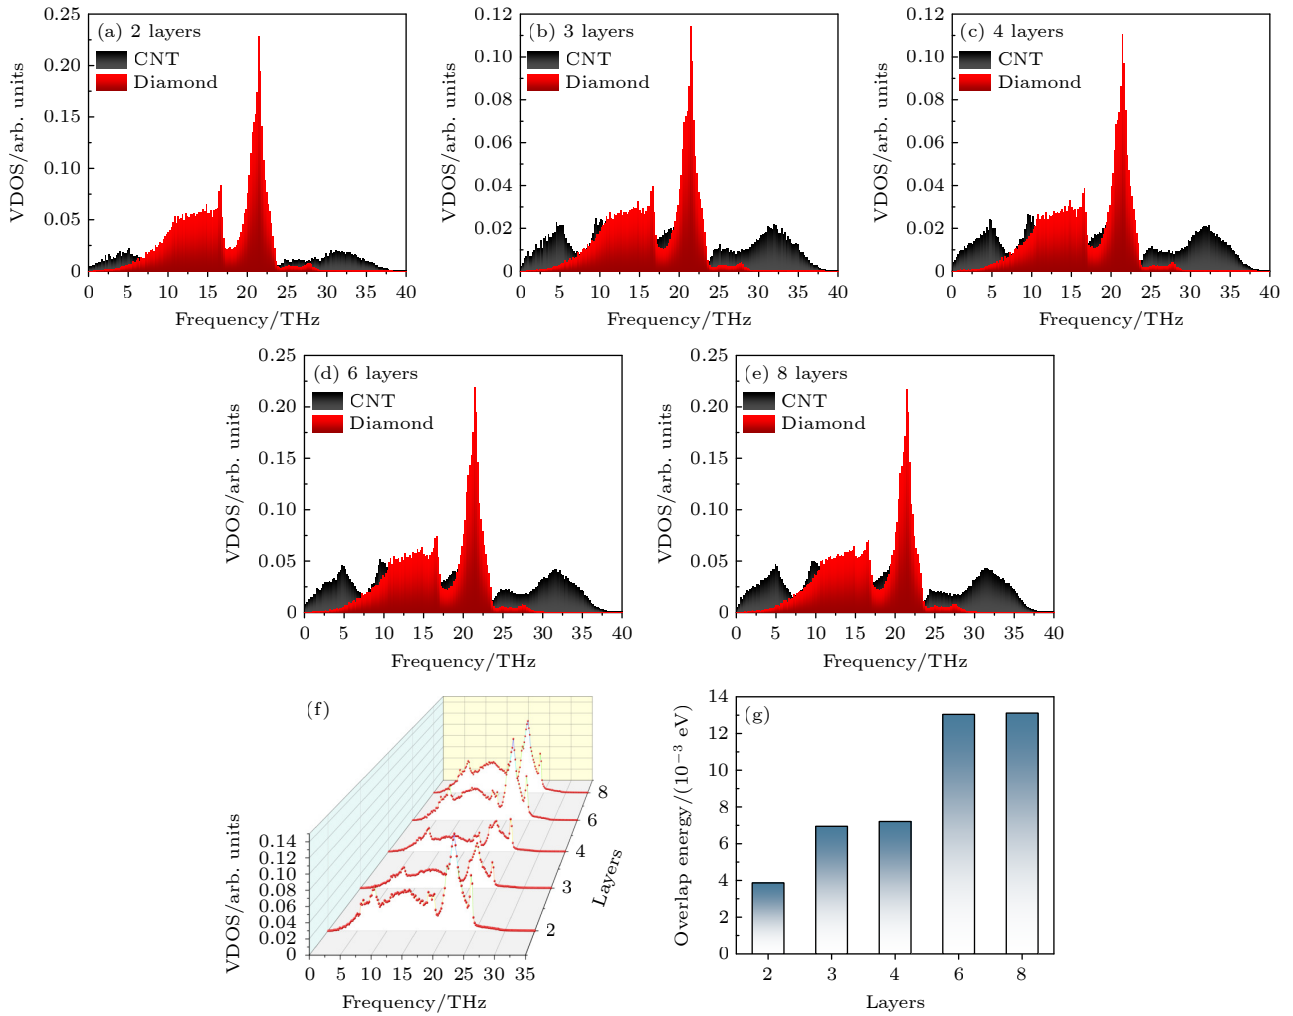 (a) 2 layers
CNT
Diamond
VDOS/arb. units
0.25
0.20
0.15
0.10
0.05
0
0 5 10 15 20 25 30 35 40
Frequency/THz
(b) 3 layers
CNT
Diamond
VDOS/arb. units
0.12
0.10
0.08
0.06
0.04
0.02
0
0 5 10 15 20 25 30 35 40
Frequency/THz
(c) 4 layers
CNT
Diamond
VDOS/arb. units
0.12
0.10
0.08
0.06
0.04
0.02
0
0 5 10 15 20 25 30 35 40
Frequency/THz
(d) 6 layers
CNT
Diamond
VDOS/arb. units
0.25
0.20
0.15
0.10
0.05
0
0 5 10 15 20 25 30 35 40
Frequency/THz
(e) 8 layers
CNT
Diamond
VDOS/arb. units
0.25
0.20
0.15
0.10
0.05
0
0 5 10 15 20 25 30 35 40
Frequency/THz
(f)
VDOS/arb. units
0.14
0.12
0.10
0.08
0.06
0.04
0.02
0
0 5 10 15 20 25 30 35
Frequency/THz
8
6
4
3
2
Layers
(g)
Overlap energy/(10⁻³ eV)
14
12
10
8
6
4
2
0
2 3 4 6 8
Layers